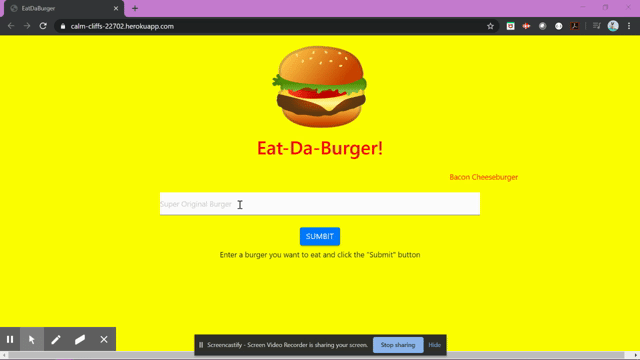 EatDaBurger
calm-cliffs-22702.herokuapp.com
Eat-Da-Burger!
Bacon Cheeseburger
Super Original Burger
SUMBIT
Enter a burger you want to eat and click the "Submit" button
Screencastify - Screen Video Recorder is sharing your screen.
Stop sharing
Hide